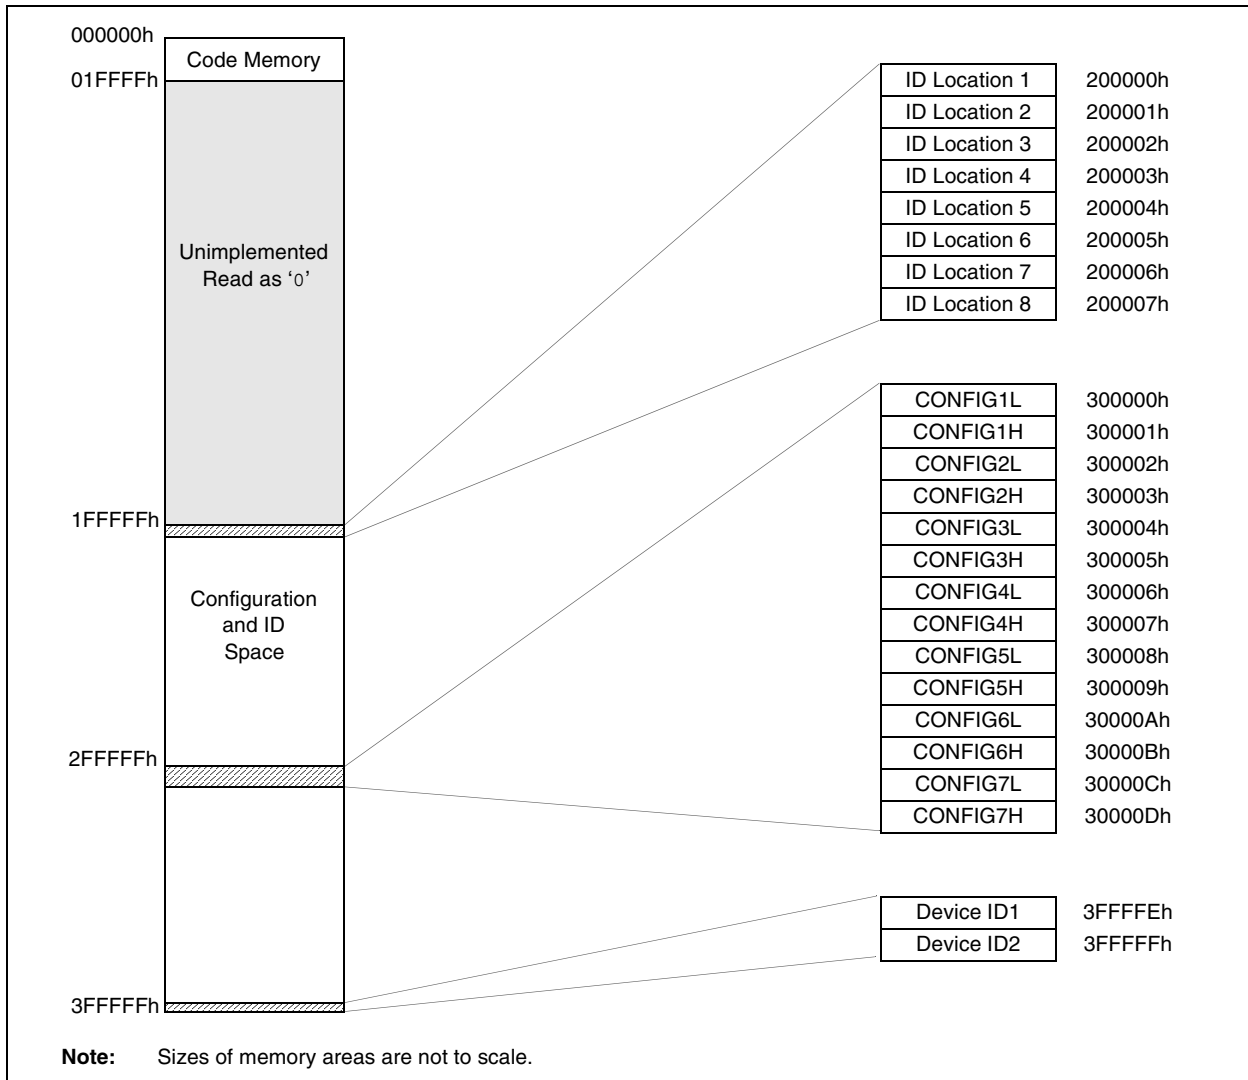 000000h
Code Memory
01FFFFh
Unimplemented
Read as ‘0’
1FFFFFh
Configuration
and ID
Space
2FFFFFh
3FFFFFh
ID Location 1 200000h
ID Location 2 200001h
ID Location 3 200002h
ID Location 4 200003h
ID Location 5 200004h
ID Location 6 200005h
ID Location 7 200006h
ID Location 8 200007h
CONFIG1L 300000h
CONFIG1H 300001h
CONFIG2L 300002h
CONFIG2H 300003h
CONFIG3L 300004h
CONFIG3H 300005h
CONFIG4L 300006h
CONFIG4H 300007h
CONFIG5L 300008h
CONFIG5H 300009h
CONFIG6L 30000Ah
CONFIG6H 30000Bh
CONFIG7L 30000Ch
CONFIG7H 30000Dh
Device ID1 3FFFFEh
Device ID2 3FFFFFh
Note: Sizes of memory areas are not to scale.